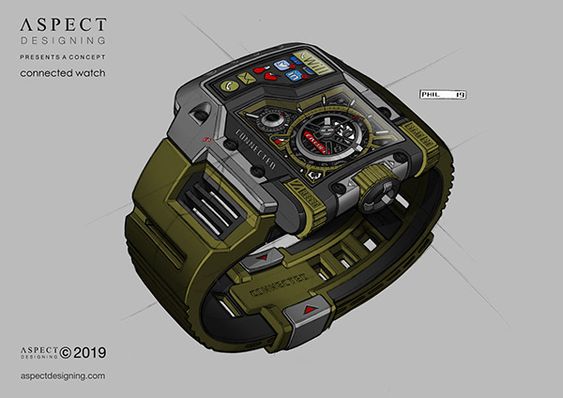 ASPECT
DESIGNING
PRESENTS A CONCEPT
connected watch
CONNECTED
PHIL 19
CONNECTED
ASPECT
DESIGNING
©2019
aspectdesigning.com